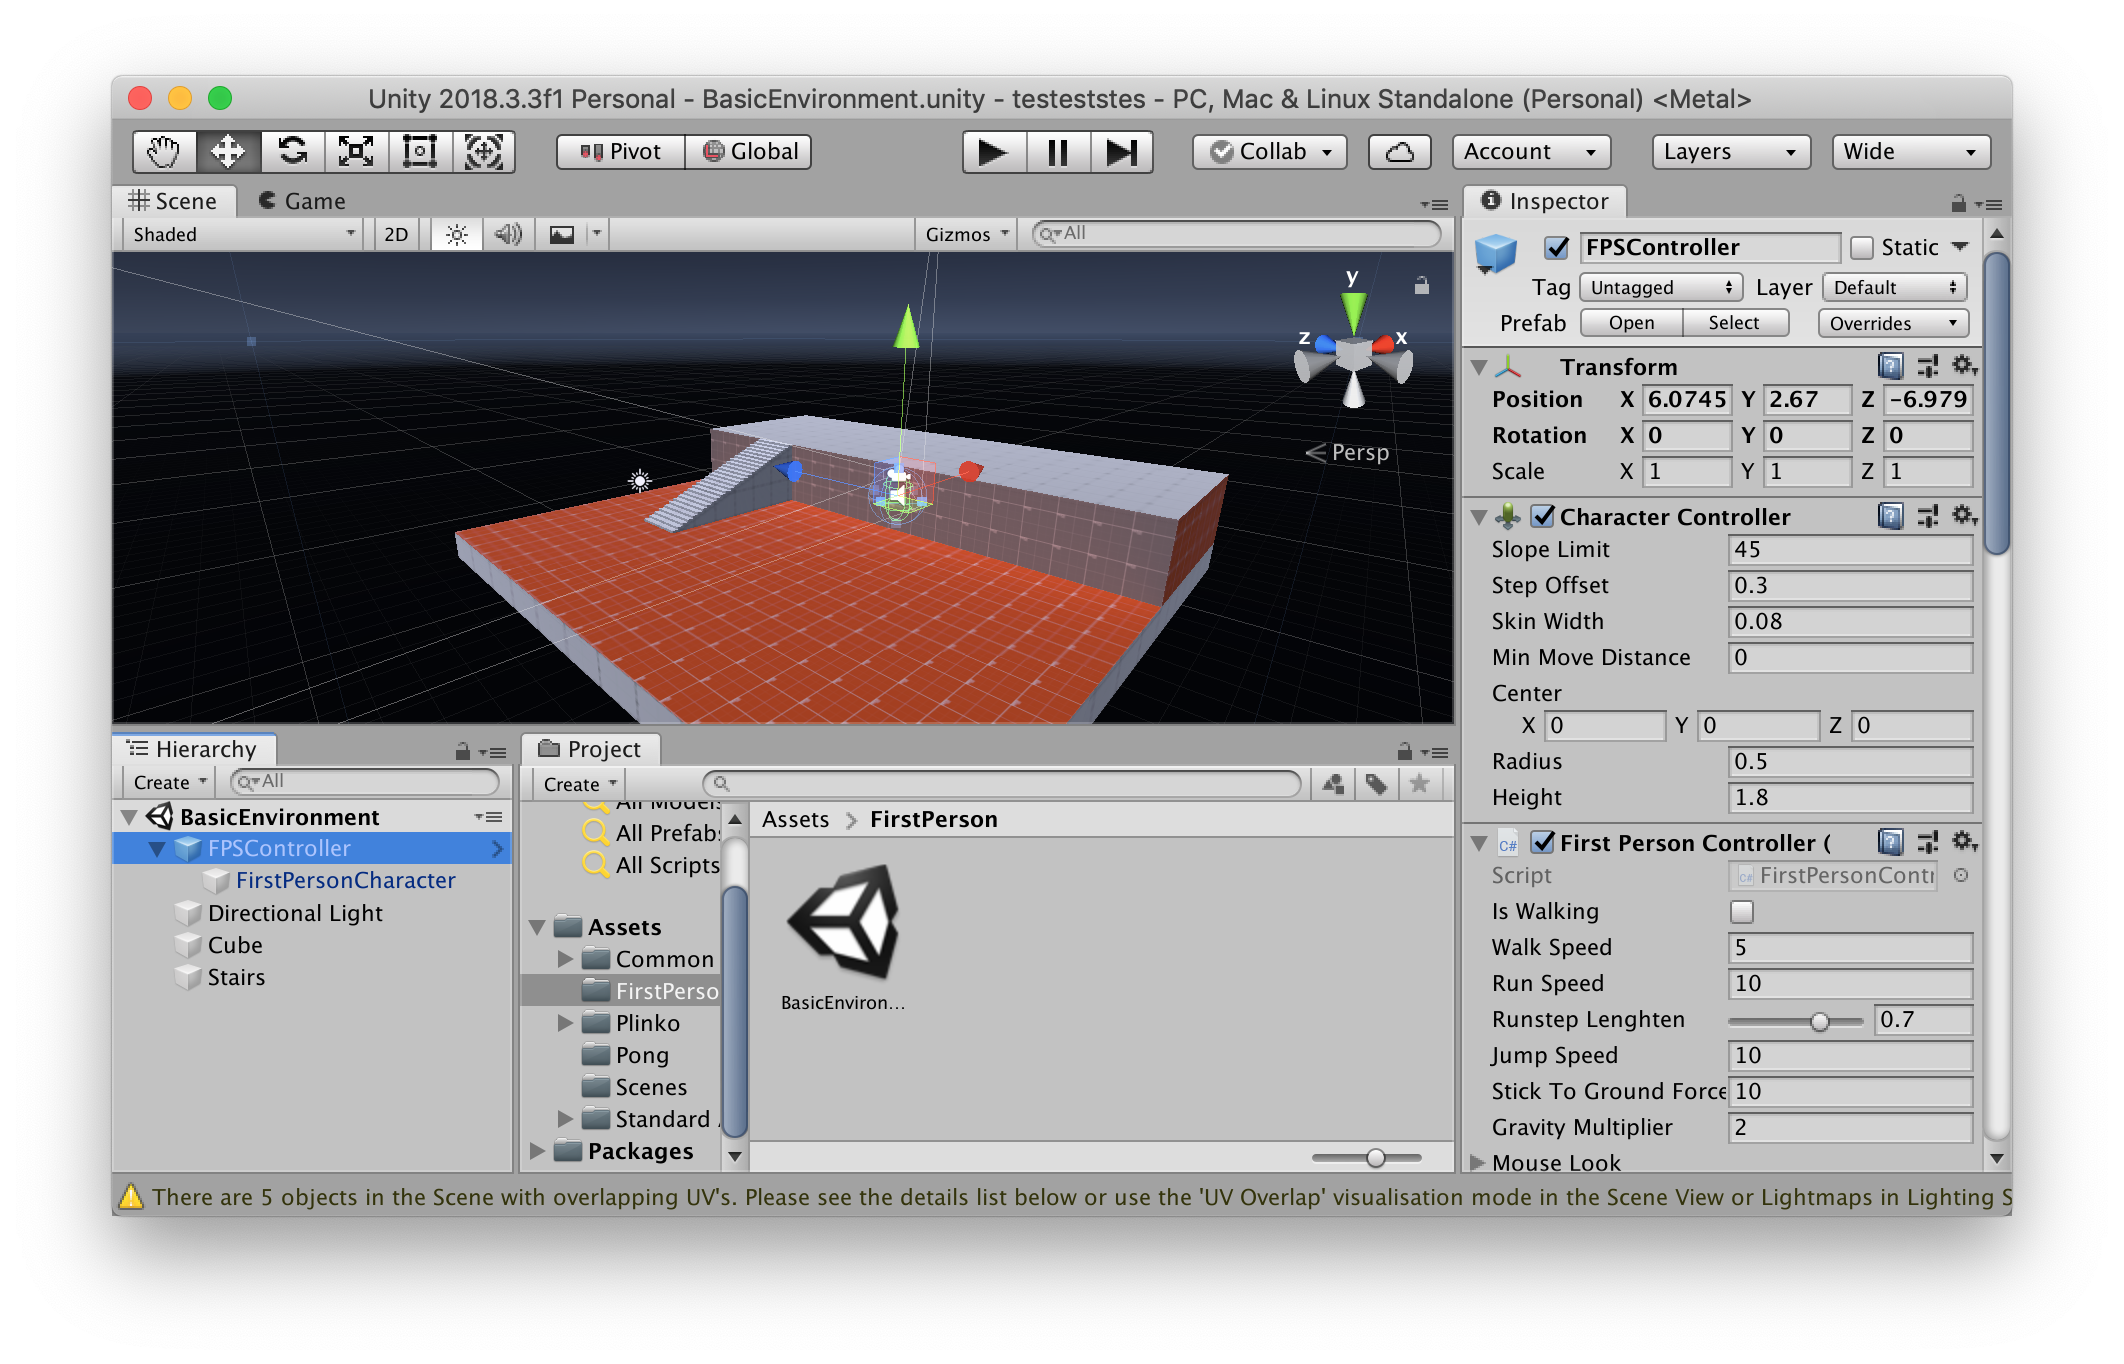 Unity 2018.3.3f1 Personal - BasicEnvironment.unity - testeststes - PC, Mac & Linux Standalone (Personal) <Metal>
Pivot Global Collab Account Layers Wide
Scene Game
Shaded 2D Gizmos All
y
z x
Persp
Inspector
FPSController Static
Tag Untagged Layer Default
Prefab Open Select Overrides
Transform
Position X 6.0745 Y 2.67 Z -6.979
Rotation X 0 Y 0 Z 0
Scale X 1 Y 1 Z 1
Character Controller
Slope Limit 45
Step Offset 0.3
Skin Width 0.08
Min Move Distance 0
Center
X 0 Y 0 Z 0
Radius 0.5
Height 1.8
C# First Person Controller (
Script C# FirstPersonContr
Is Walking
Walk Speed 5
Run Speed 10
Runstep Lenghten 0.7
Jump Speed 10
Stick To Ground Force 10
Gravity Multiplier 2
Mouse Look
Hierarchy
Create All
BasicEnvironment
FPSController
FirstPersonCharacter
Directional Light
Cube
Stairs
Project
Create
All Models
All Prefabs
All Scripts
Assets
Common
FirstPerso
Plinko
Pong
Scenes
Standard
Packages
Assets > FirstPerson
BasicEnviron...
There are 5 objects in the Scene with overlapping UV's. Please see the details list below or use the 'UV Overlap' visualisation mode in the Scene View or Lightmaps in Lighting S